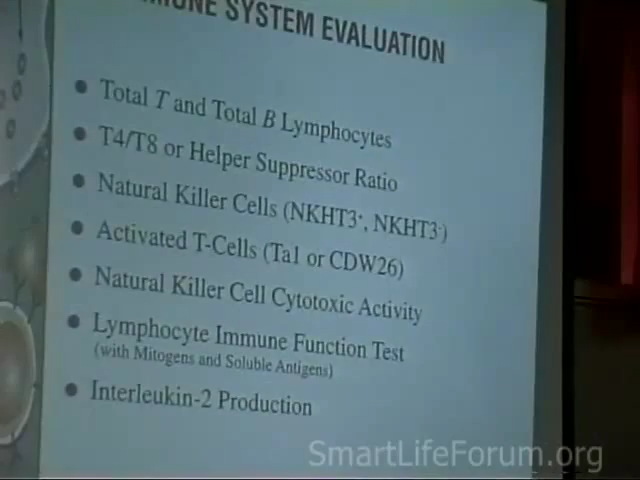 SYSTEM EVALUATION
Total T and Total B Lymphocytes
T4/T8 or Helper Suppressor Ratio
Natural Killer Cells (NKHT3⁺, NKHT3⁻)
Activated T-Cells (Ta1 or CDW26)
Natural Killer Cell Cytotoxic Activity
Lymphocyte Immune Function Test
(with Mitogens and Soluble Antigens)
Interleukin-2 Production
SmartLifeForum.org